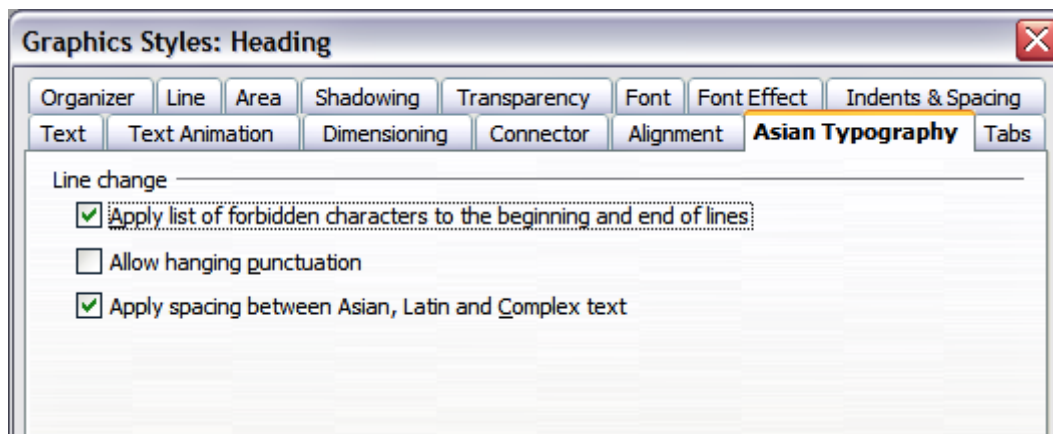 Graphics Styles: Heading
Organizer Line Area Shadowing Transparency Font Font Effect Indents & Spacing
Text Text Animation Dimensioning Connector Alignment Asian Typography Tabs
Line change
Apply list of forbidden characters to the beginning and end of lines
Allow hanging punctuation
Apply spacing between Asian, Latin and Complex text